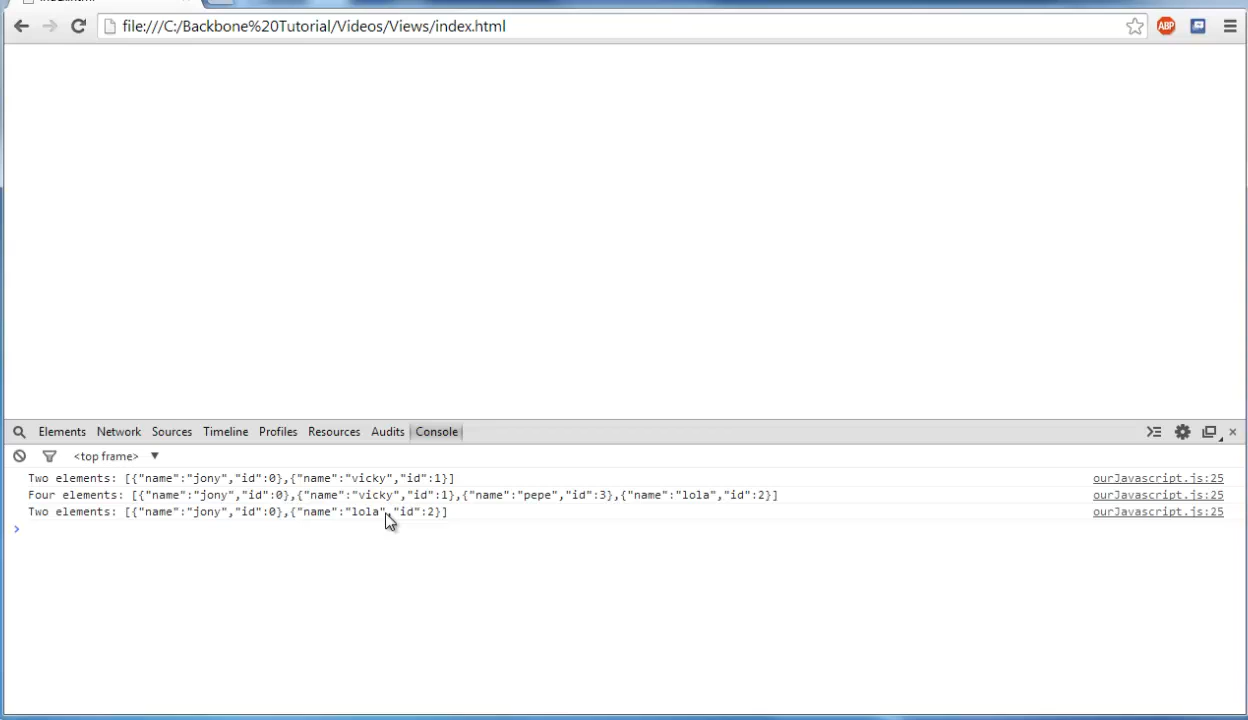 file:///C:/Backbone%20Tutorial/Videos/Views/index.html
ABP
Elements Network Sources Timeline Profiles Resources Audits Console
<top frame>
Two elements: [{"name":"jony","id":0},{"name":"vicky","id":1}] ourJavascript.js:25
Four elements: [{"name":"jony","id":0},{"name":"vicky","id":1},{"name":"pepe","id":3},{"name":"lola","id":2}] ourJavascript.js:25
Two elements: [{"name":"jony","id":0},{"name":"lola","id":2}] ourJavascript.js:25